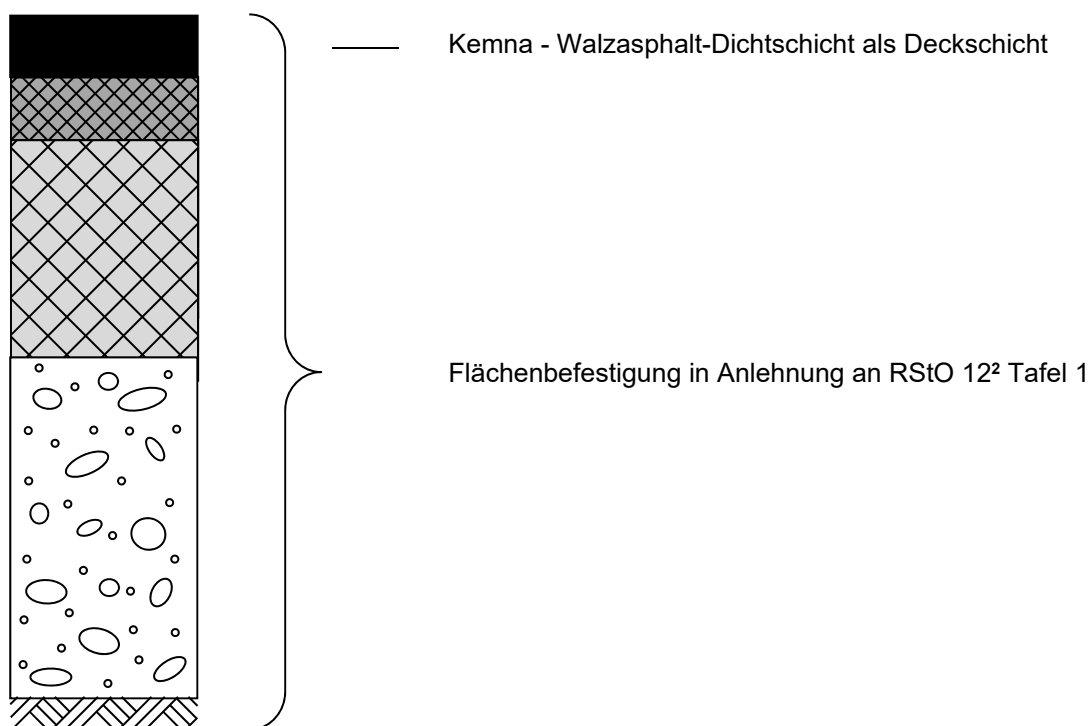 Kemna - Walzasphalt-Dichtschicht als Deckschicht
Flächenbefestigung in Anlehnung an RStO 12² Tafel 1